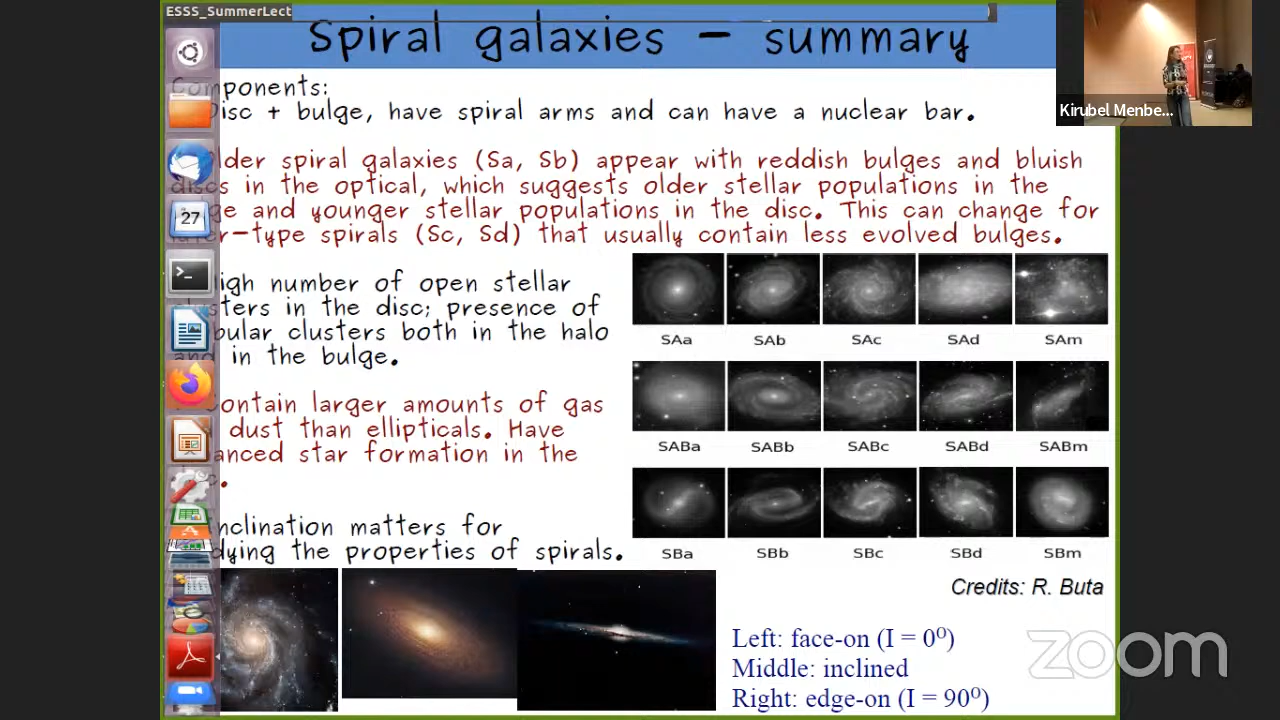 ESSS_SummerLect
Spiral galaxies – summary
Kirubel Menbe...
mponents:
isc + bulge, have spiral arms and can have a nuclear bar.
lder spiral galaxies (Sa, Sb) appear with reddish bulges and bluish
discs in the optical, which suggests older stellar populations in the
ge and younger stellar populations in the disc. This can change for
r-type spirals (Sc, Sd) that usually contain less evolved bulges.
igh number of open stellar
sters in the disc; presence of
bular clusters both in the halo
and in the bulge.
ontain larger amounts of gas
dust than ellipticals. Have
anced star formation in the
nclination matters for
dying the properties of spirals.
27
SAa SAb SAc SAd SAm
SABa SABb SABc SABd SABm
SBa SBb SBc SBd SBm
Credits: R. Buta
Left: face-on (I = 0⁰)
Middle: inclined
Right: edge-on (I = 90⁰)
zoom